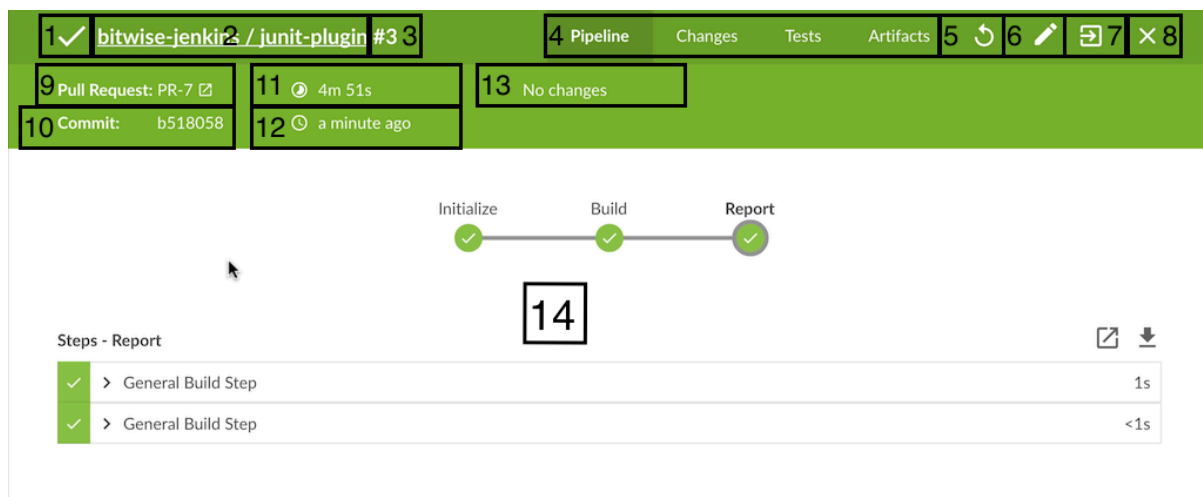 1 bitwise-jenkins / junit-plugin 2 #3 3 4 Pipeline Changes Tests Artifacts 5 6 7 8
9 Pull Request: PR-7 11 4m 51s 13 No changes
10 Commit: b518058 12 a minute ago
Initialize Build Report
14
Steps - Report
General Build Step 1s
General Build Step <1s